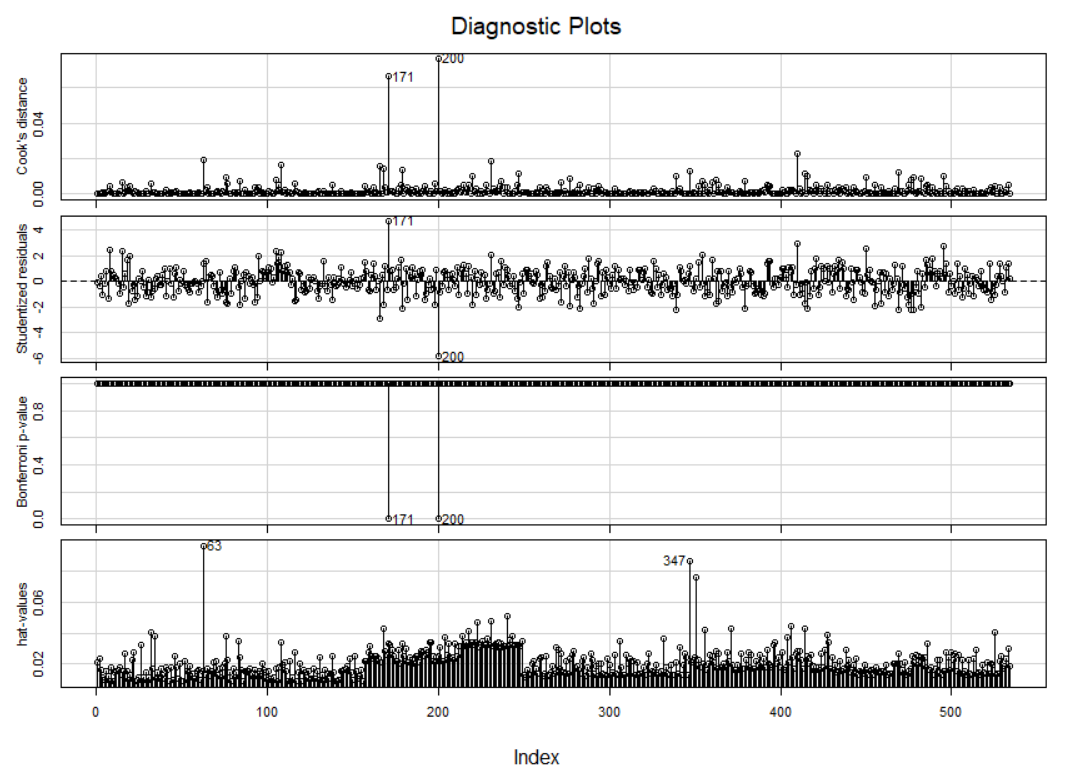 Diagnostic Plots
Cook's distance
0.00 0.04
171
200
Studentized residuals
-6 -4 -2 0 2 4
171
200
Bonferroni p-value
0.0 0.4 0.8
171 200
hat-values
0.02 0.06
63
347
0 100 200 300 400 500
Index